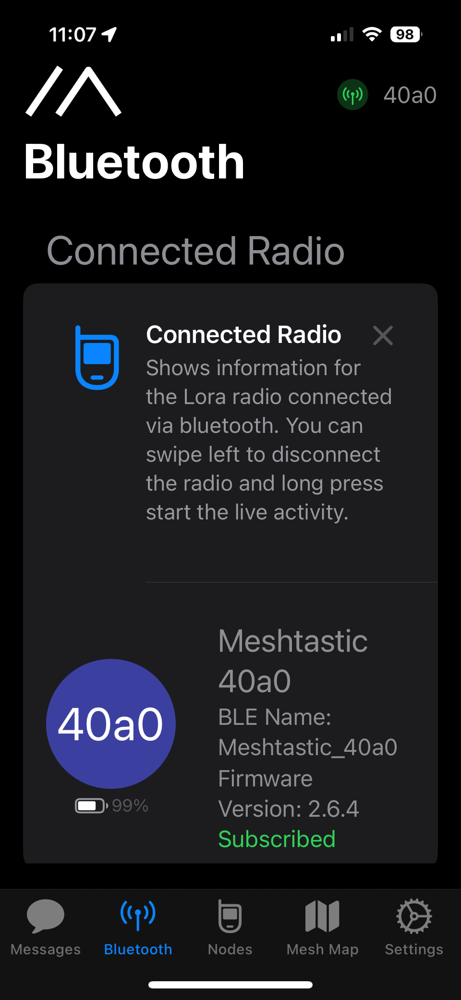 11:07
98
40a0
Bluetooth
Connected Radio
Connected Radio
Shows information for
the Lora radio connected
via bluetooth. You can
swipe left to disconnect
the radio and long press
start the live activity.
Meshtastic
40a0
40a0
BLE Name:
Meshtastic_40a0
Firmware
Version: 2.6.4
99%
Subscribed
Messages
Bluetooth
Nodes
Mesh Map
Settings